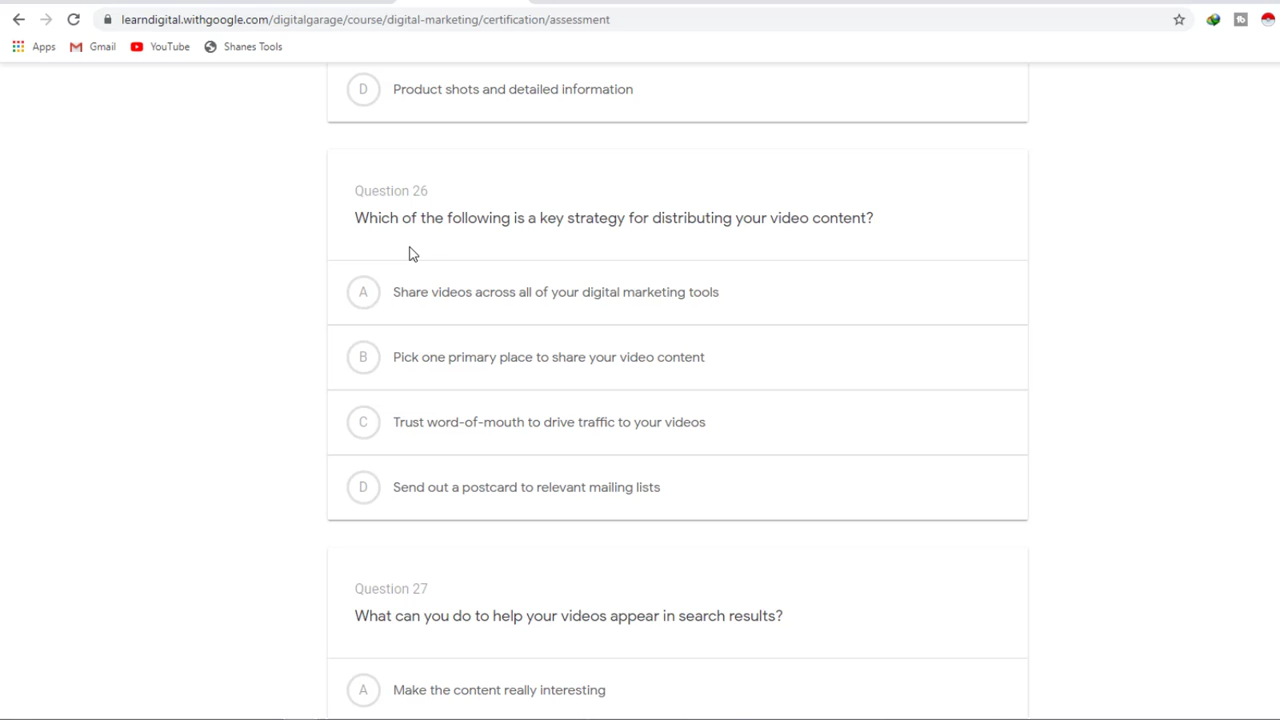 learndigital.withgoogle.com/digitalgarage/course/digital-marketing/certification/assessment
Apps Gmail YouTube Shanes Tools
D Product shots and detailed information
Question 26
Which of the following is a key strategy for distributing your video content?
A Share videos across all of your digital marketing tools
B Pick one primary place to share your video content
C Trust word-of-mouth to drive traffic to your videos
D Send out a postcard to relevant mailing lists
Question 27
What can you do to help your videos appear in search results?
A Make the content really interesting